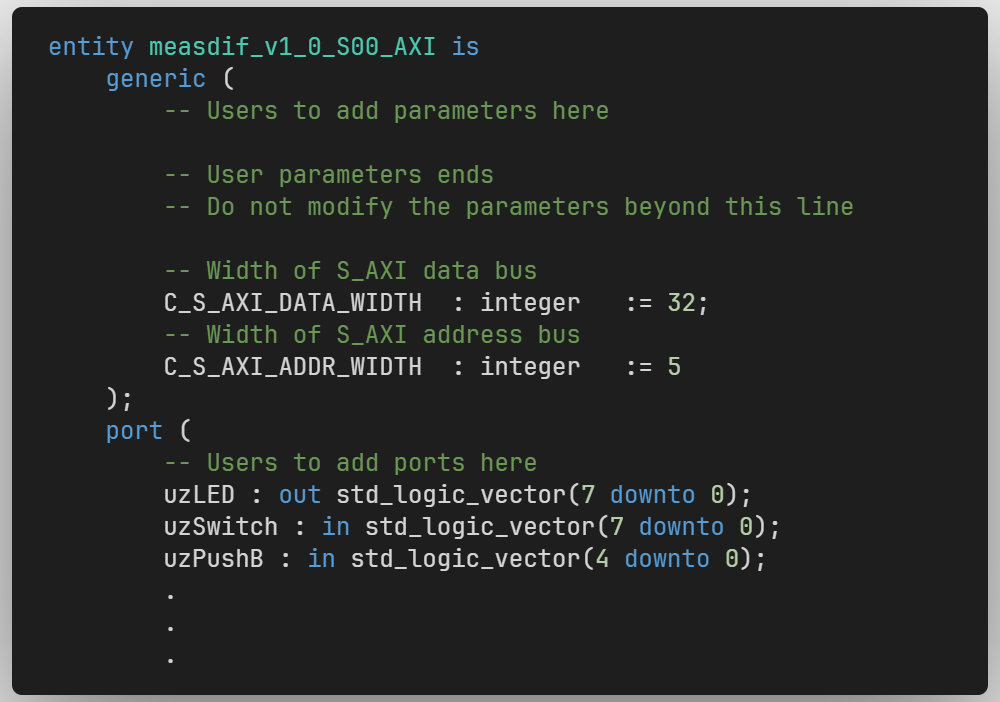 entity measdif_v1_0_S00_AXI is
    generic (
        -- Users to add parameters here

        -- User parameters ends
        -- Do not modify the parameters beyond this line

        -- Width of S_AXI data bus
        C_S_AXI_DATA_WIDTH  : integer   := 32;
        -- Width of S_AXI address bus
        C_S_AXI_ADDR_WIDTH  : integer   := 5
    );
    port (
        -- Users to add ports here
        uzLED : out std_logic_vector(7 downto 0);
        uzSwitch : in std_logic_vector(7 downto 0);
        uzPushB : in std_logic_vector(4 downto 0);
        .
        .
        .